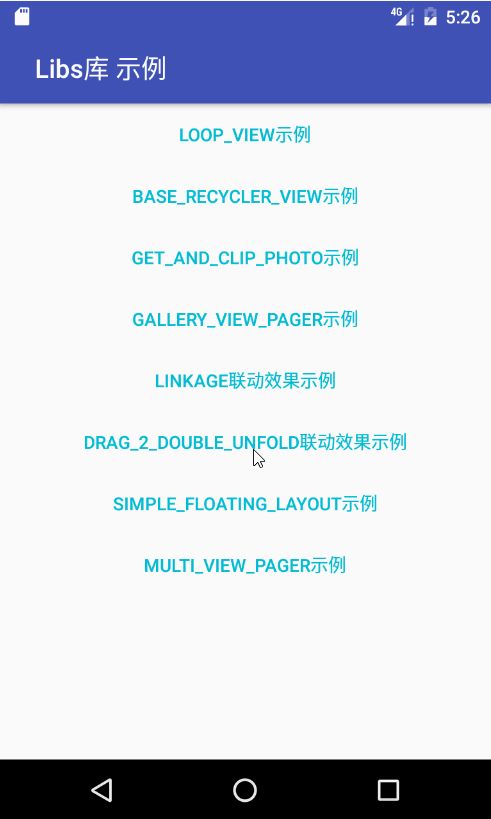 4G 5:26
Libs库 示例
LOOP_VIEW示例
BASE_RECYCLER_VIEW示例
GET_AND_CLIP_PHOTO示例
GALLERY_VIEW_PAGER示例
LINKAGE联动效果示例
DRAG_2_DOUBLE_UNFOLD联动效果示例
SIMPLE_FLOATING_LAYOUT示例
MULTI_VIEW_PAGER示例